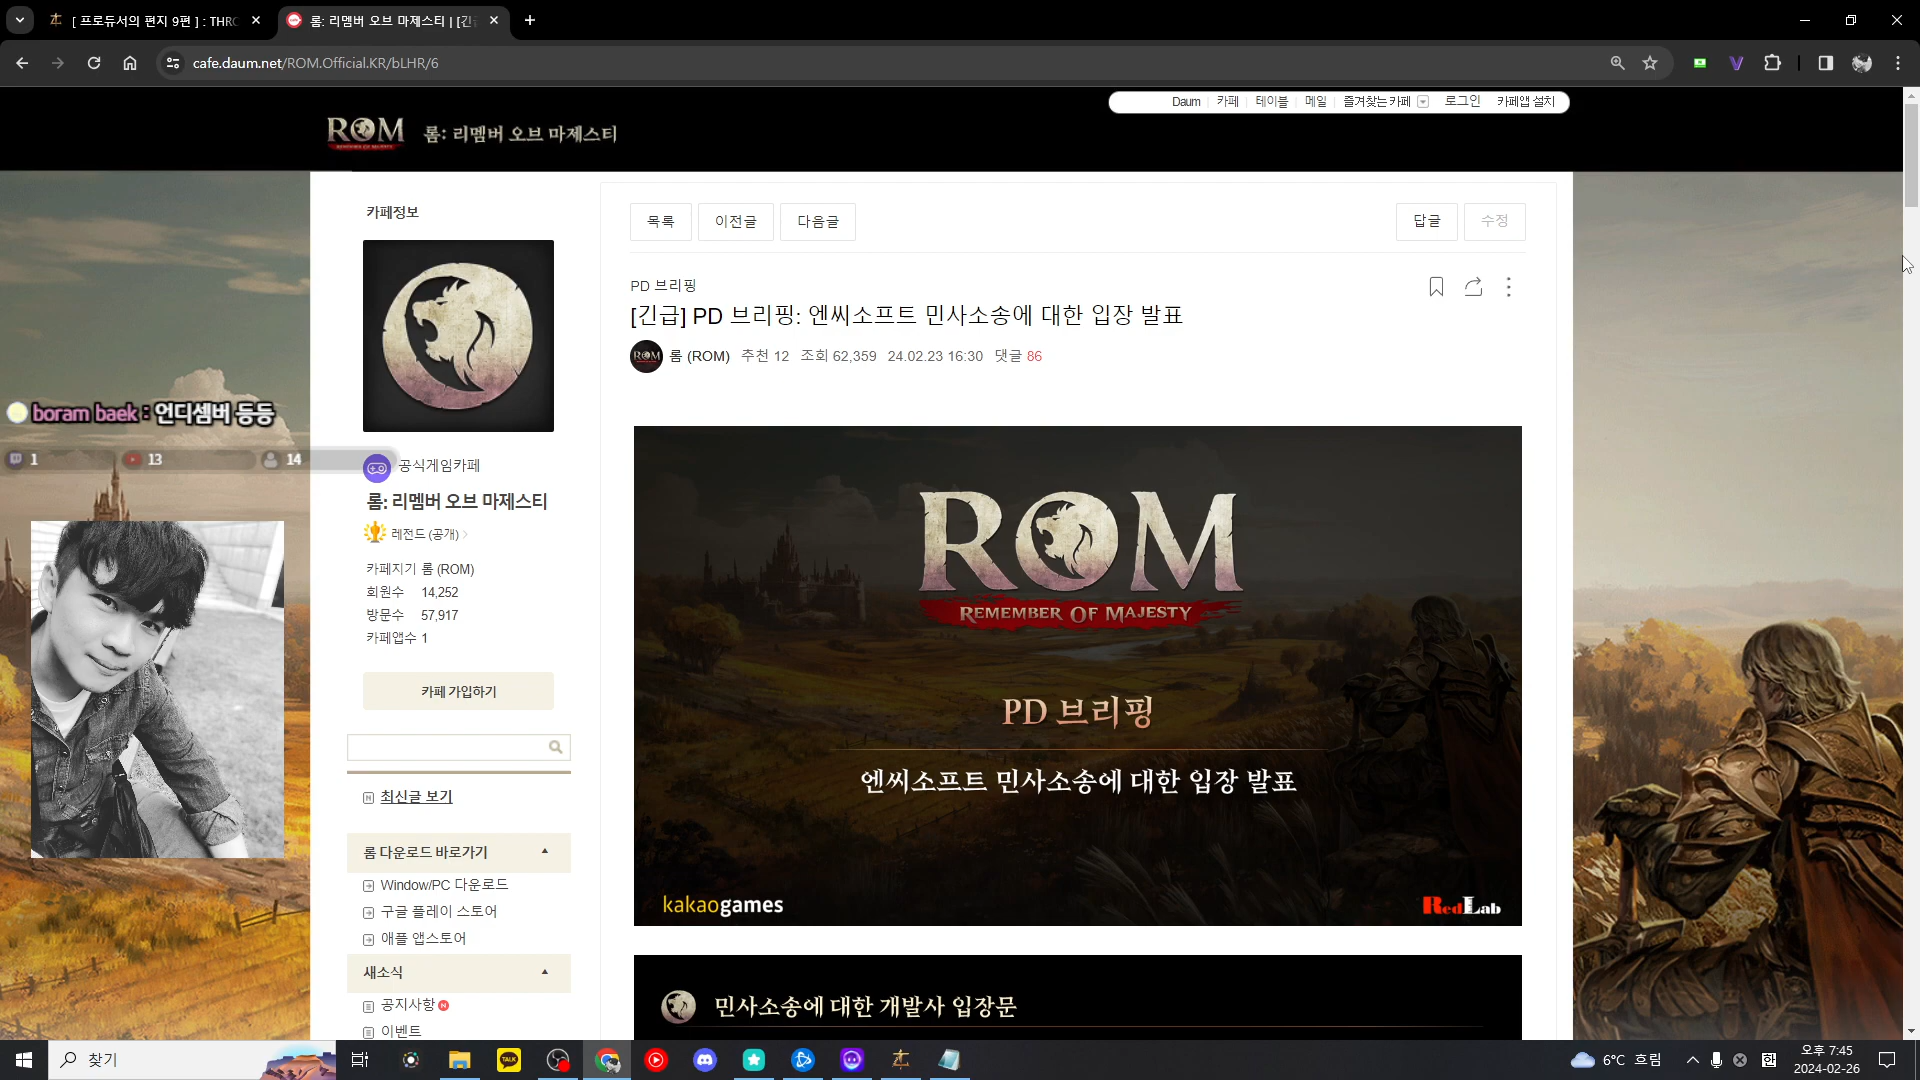 [ 프로듀서의 편지 9편 ] : THRO
롬: 리멤버 오브 마제스티 | [긴급
cafe.daum.net/ROM.Official.KR/bLHR/6
Daum 카페 테이블 메일 즐겨찾는 카페 로그인 카페앱 설치
ROM
REMEMBER OF MAJESTY
롬: 리멤버 오브 마제스티
카페정보
공식게임카페
롬: 리멤버 오브 마제스티
레전드 (공개)
카페지기 롬 (ROM)
회원수 14,252
방문수 57,917
카페앱수 1
카페 가입하기
최신글 보기
롬 다운로드 바로가기
Window/PC 다운로드
구글 플레이 스토어
애플 앱스토어
새소식
공지사항 N
이벤트
boram baek : 언디셈버 등등
1 13 14
목록 이전글 다음글 답글 수정
PD 브리핑
[긴급] PD 브리핑: 엔씨소프트 민사소송에 대한 입장 발표
ROM 롬 (ROM) 추천 12 조회 62,359 24.02.23 16:30 댓글 86
ROM
REMEMBER OF MAJESTY
PD 브리핑
엔씨소프트 민사소송에 대한 입장 발표
kakaogames RedLab
민사소송에 대한 개발사 입장문
찾기
TALK
6°C 흐림
한
오후 7:45
2024-02-26